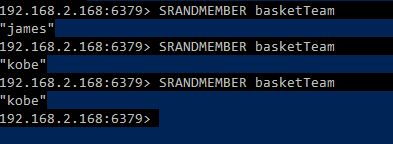 192.168.2.168:6379> SRANDMEMBER basketTeam
"james"
192.168.2.168:6379> SRANDMEMBER basketTeam
"kobe"
192.168.2.168:6379> SRANDMEMBER basketTeam
"kobe"
192.168.2.168:6379>